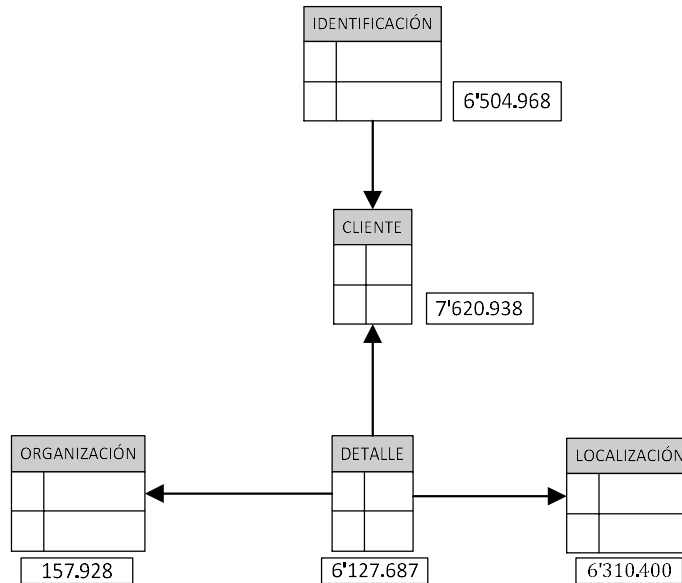 IDENTIFICACIÓN
6'504.968
CLIENTE
7'620.938
ORGANIZACIÓN
DETALLE
LOCALIZACIÓN
157.928
6'127.687
6'310.400